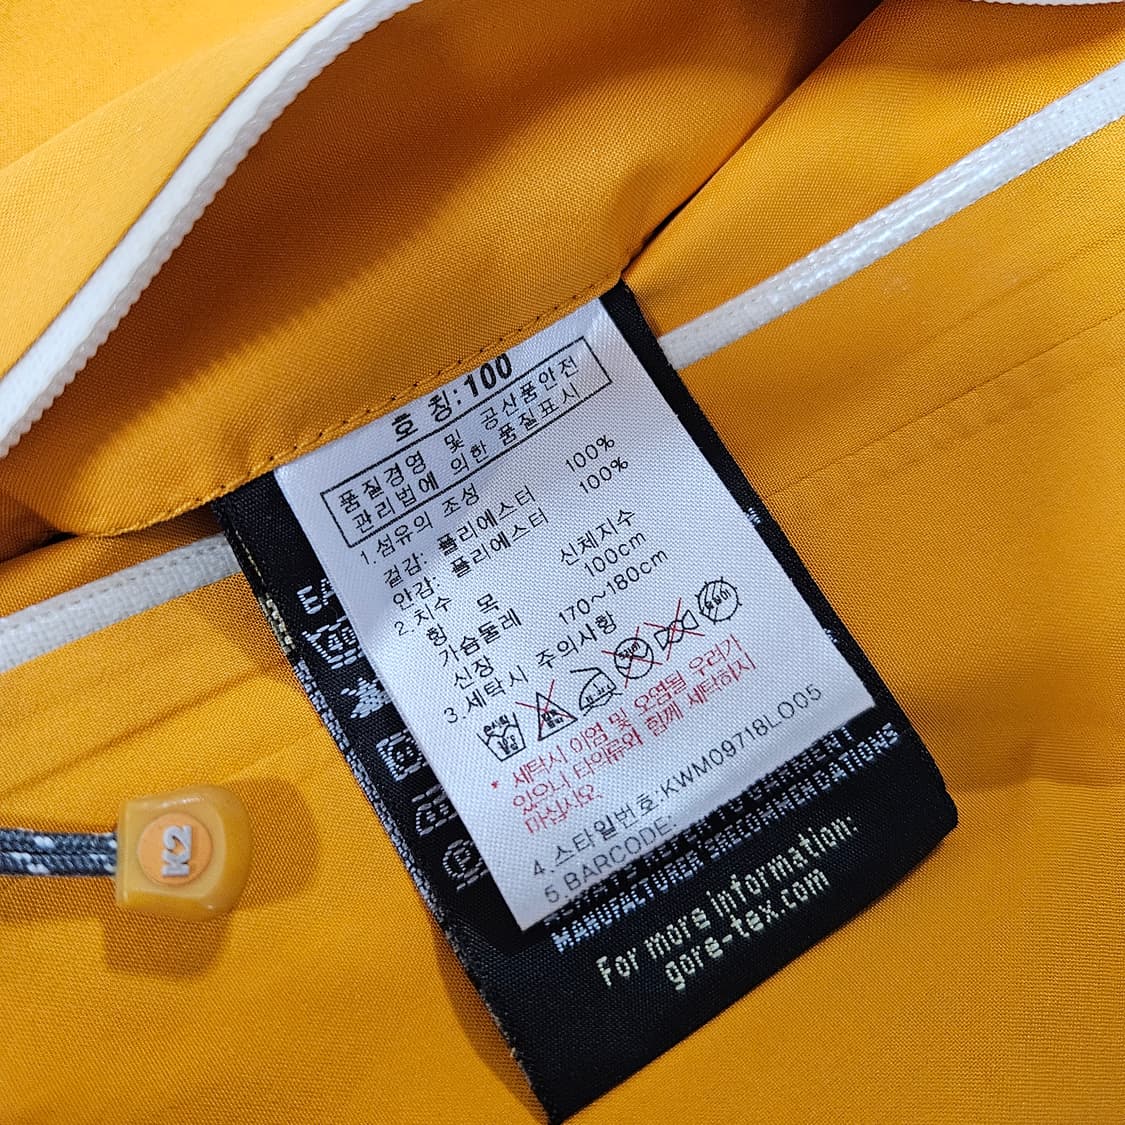 호 칭:100
품질경영 및 공산품안전
관리법에 의한 품질표시
1.섬유의 조성
겉감: 폴리에스터 100%
안감: 폴리에스터 100%
2.치수
항 목 신체지수
가슴둘레 100cm
신장 170~180cm
3.세탁시 주의사항
* 세탁시 이염 및 오염될 우려가
있으니 타의류와 함께 세탁하지
마십시오
4.스타일번호:KWM09718LO05
5.BARCODE:
MANUFACTURER'S RECOMMENDATIONS
For more information:
gore-tex.com
K2